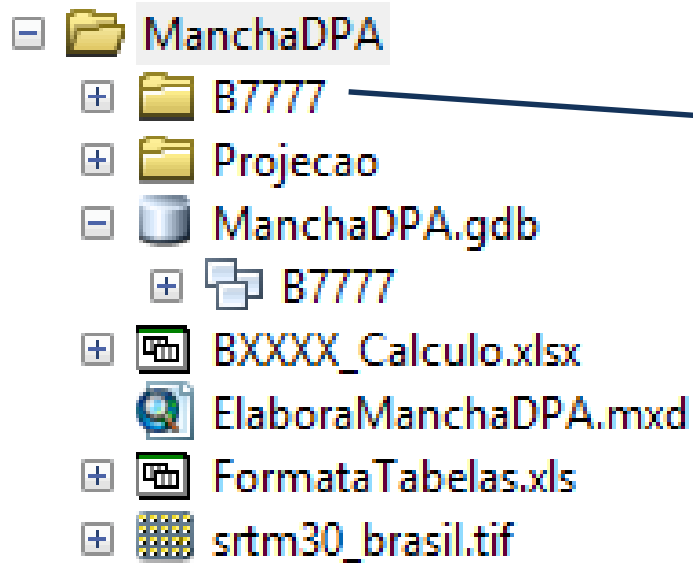 ManchaDPA
B7777
Projecao
ManchaDPA.gdb
B7777
BXXXX_Calculo.xlsx
ElaboraManchaDPA.mxd
FormataTabelas.xls
srtm30_brasil.tif